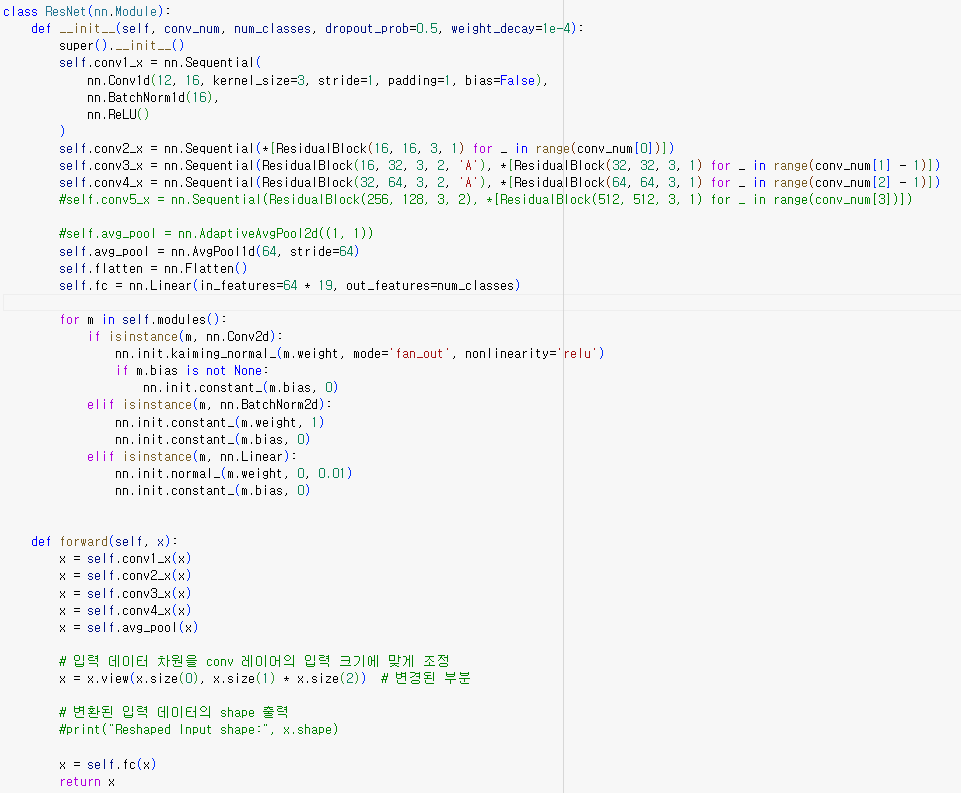 class ResNet(nn.Module):
    def __init__(self, conv_num, num_classes, dropout_prob=0.5, weight_decay=1e-4):
        super().__init__()
        self.conv1_x = nn.Sequential(
            nn.Conv1d(12, 16, kernel_size=3, stride=1, padding=1, bias=False),
            nn.BatchNorm1d(16),
            nn.ReLU()
        )
        self.conv2_x = nn.Sequential(*[ResidualBlock(16, 16, 3, 1) for _ in range(conv_num[0])])
        self.conv3_x = nn.Sequential(ResidualBlock(16, 32, 3, 2, 'A'), *[ResidualBlock(32, 32, 3, 1) for _ in range(conv_num[1] - 1)])
        self.conv4_x = nn.Sequential(ResidualBlock(32, 64, 3, 2, 'A'), *[ResidualBlock(64, 64, 3, 1) for _ in range(conv_num[2] - 1)])
        #self.conv5_x = nn.Sequential(ResidualBlock(256, 128, 3, 2), *[ResidualBlock(512, 512, 3, 1) for _ in range(conv_num[3])])
        #self.avg_pool = nn.AdaptiveAvgPool2d((1, 1))
        self.avg_pool = nn.AvgPool1d(64, stride=64)
        self.flatten = nn.Flatten()
        self.fc = nn.Linear(in_features=64 * 19, out_features=num_classes)
        for m in self.modules():
            if isinstance(m, nn.Conv2d):
                nn.init.kaiming_normal_(m.weight, mode='fan_out', nonlinearity='relu')
                if m.bias is not None:
                    nn.init.constant_(m.bias, 0)
            elif isinstance(m, nn.BatchNorm2d):
                nn.init.constant_(m.weight, 1)
                nn.init.constant_(m.bias, 0)
            elif isinstance(m, nn.Linear):
                nn.init.normal_(m.weight, 0, 0.01)
                nn.init.constant_(m.bias, 0)
    def forward(self, x):
        x = self.conv1_x(x)
        x = self.conv2_x(x)
        x = self.conv3_x(x)
        x = self.conv4_x(x)
        x = self.avg_pool(x)
        # 입력 데이터 차원을 conv 레이어의 입력 크기에 맞게 조정
        x = x.view(x.size(0), x.size(1) * x.size(2))  # 변경된 부분
        # 변환된 입력 데이터의 shape 출력
        #print("Reshaped Input shape:", x.shape)
        x = self.fc(x)
        return x